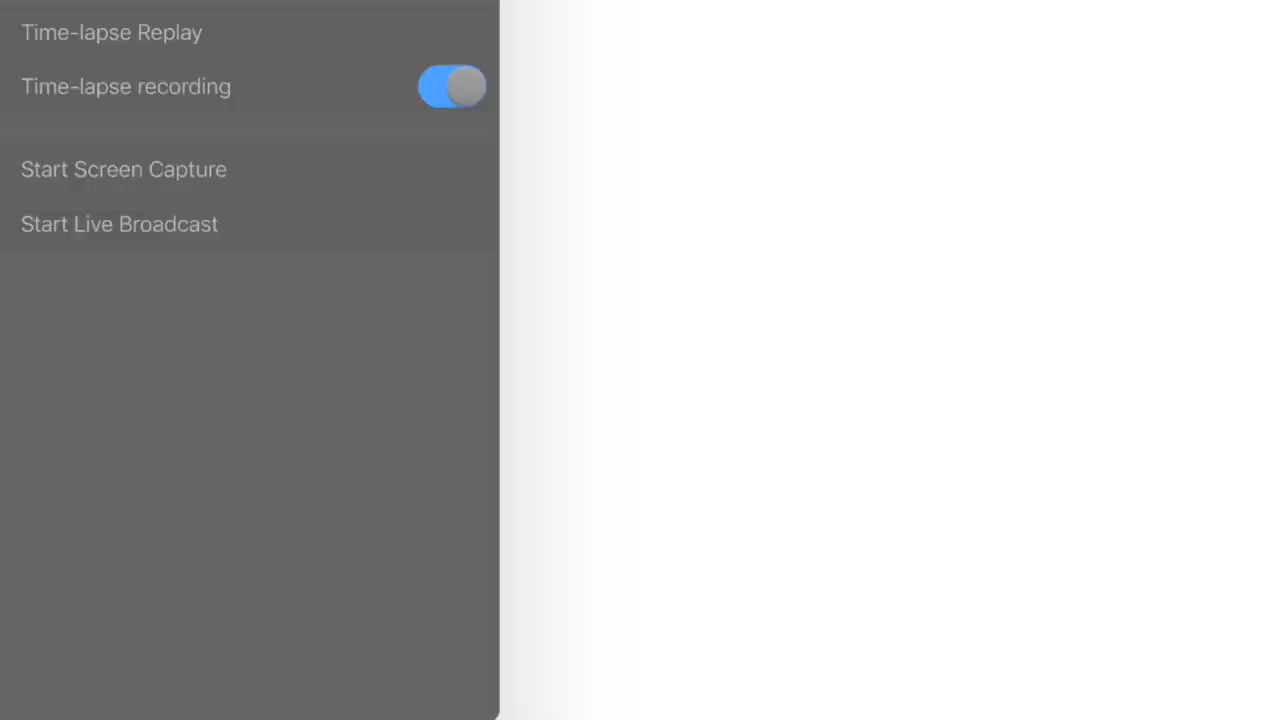 Time-lapse Replay
Time-lapse recording
Start Screen Capture
Start Live Broadcast